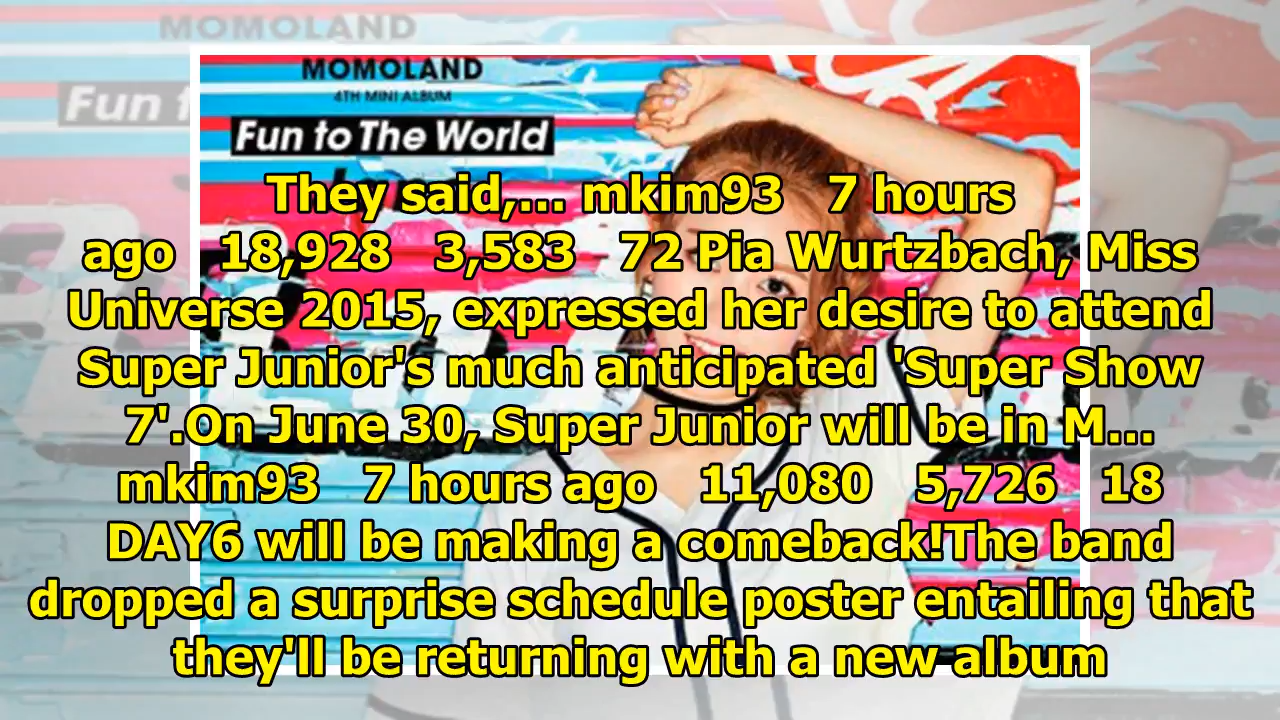 MOMOLAND
Fun t
MOMOLAND
4TH MINI ALBUM
Fun to The World
They said,... mkim93 7 hours
ago 18,928 3,583 72 Pia Wurtzbach, Miss
Universe 2015, expressed her desire to attend
Super Junior's much anticipated 'Super Show
7'.On June 30, Super Junior will be in M...
mkim93 7 hours ago 11,080 5,726 18
DAY6 will be making a comeback!The band
dropped a surprise schedule poster entailing that
they'll be returning with a new album